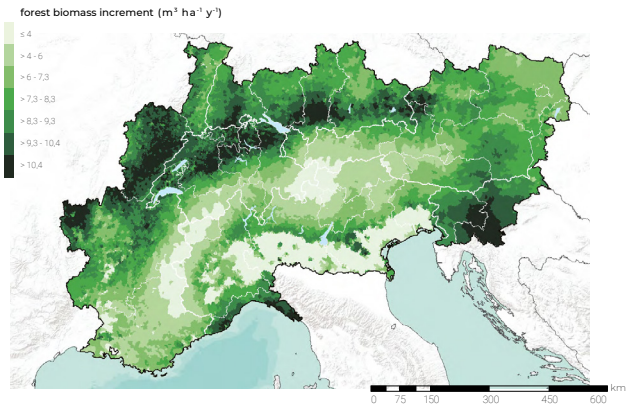 forest biomass increment (m³ ha⁻¹ y⁻¹)
≤ 4
> 4 - 6
> 6 - 7,3
> 7,3 - 8,3
> 8,3 - 9,3
> 9,3 - 10,4
> 10,4
km
0 75 150 300 450 600